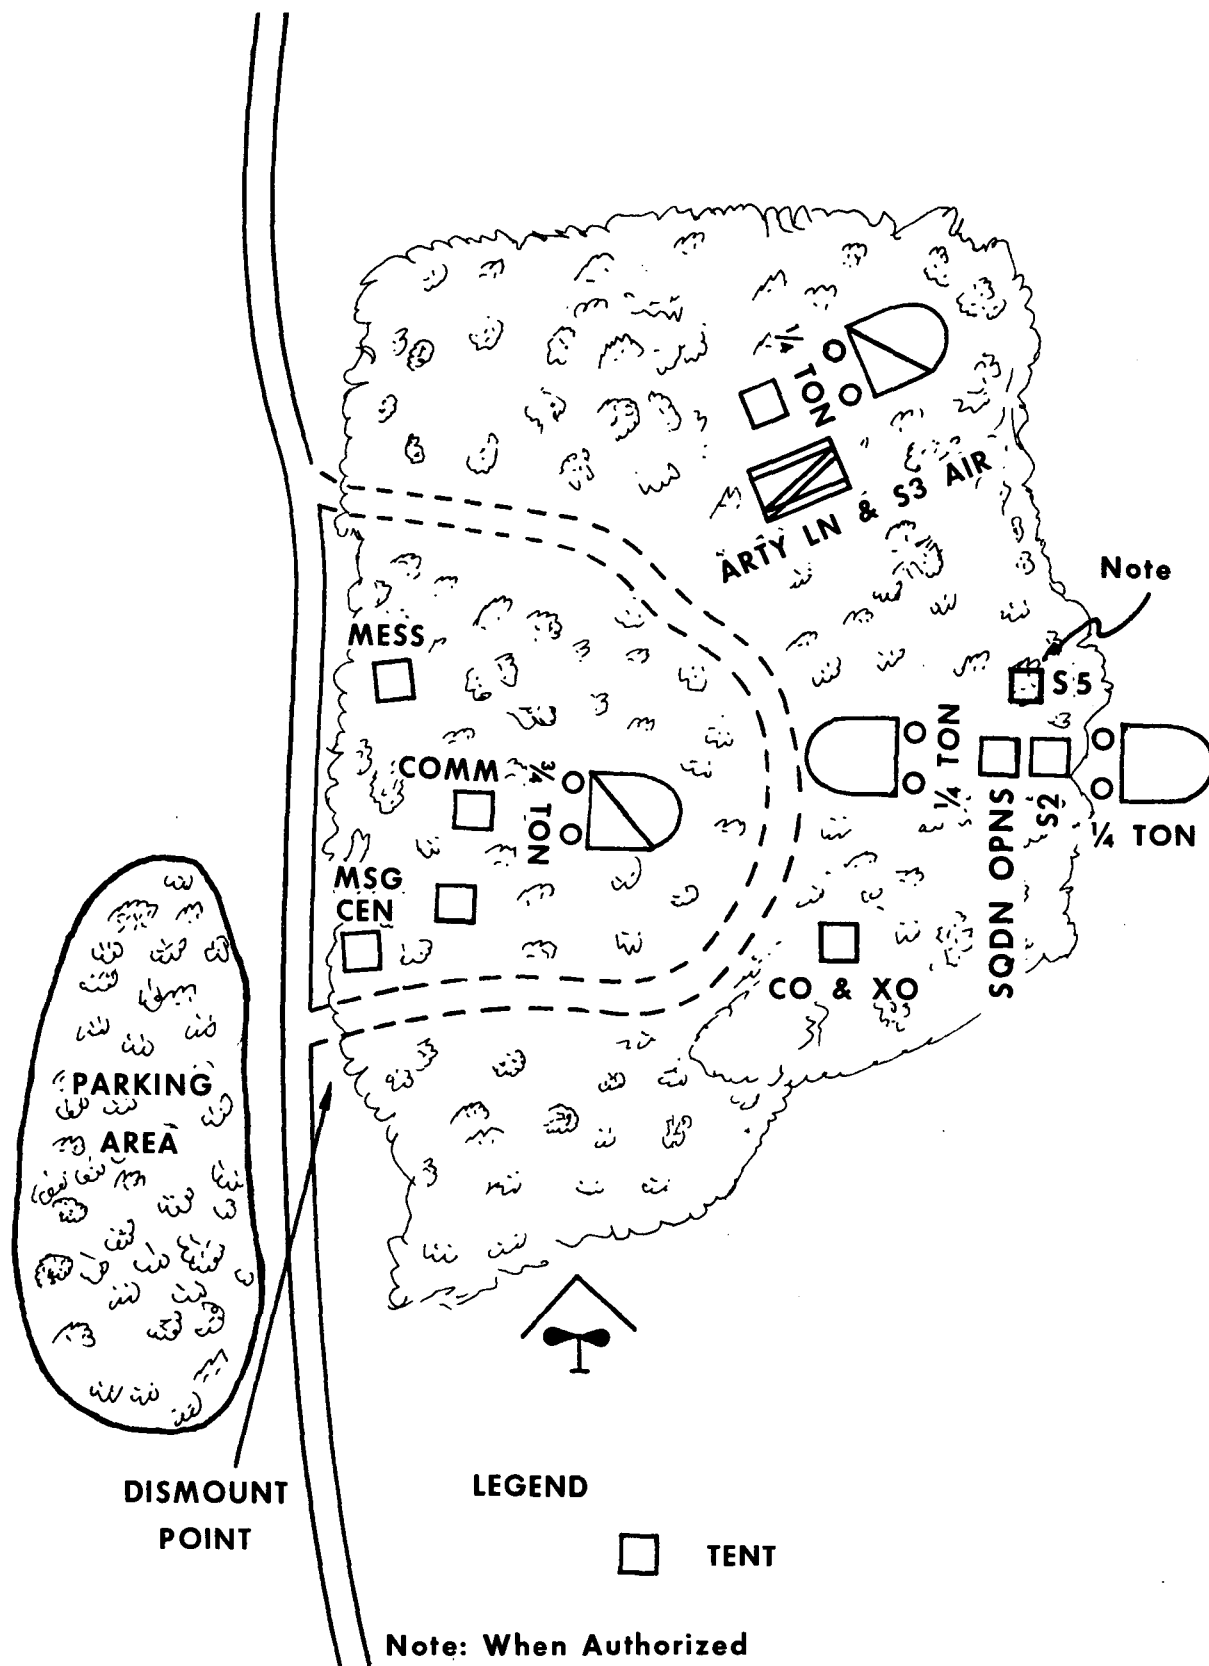 1/4 TON
ARTY LN & S3 AIR
Note
MESS
S5
COMM
3/4 TON
1/4 TON
SQDN OPNS
S2
1/4 TON
MSG
CEN
CO & XO
PARKING
AREA
DISMOUNT
POINT
LEGEND
TENT
Note: When Authorized